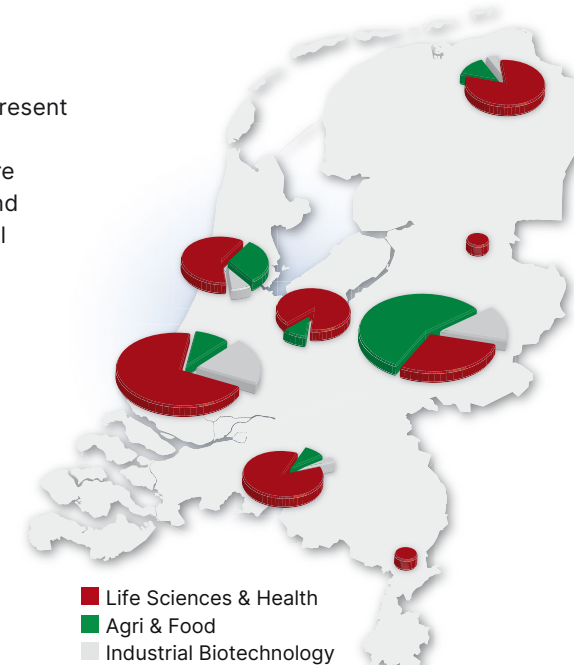 resent
re
nd
l
Life Sciences & Health
Agri & Food
Industrial Biotechnology